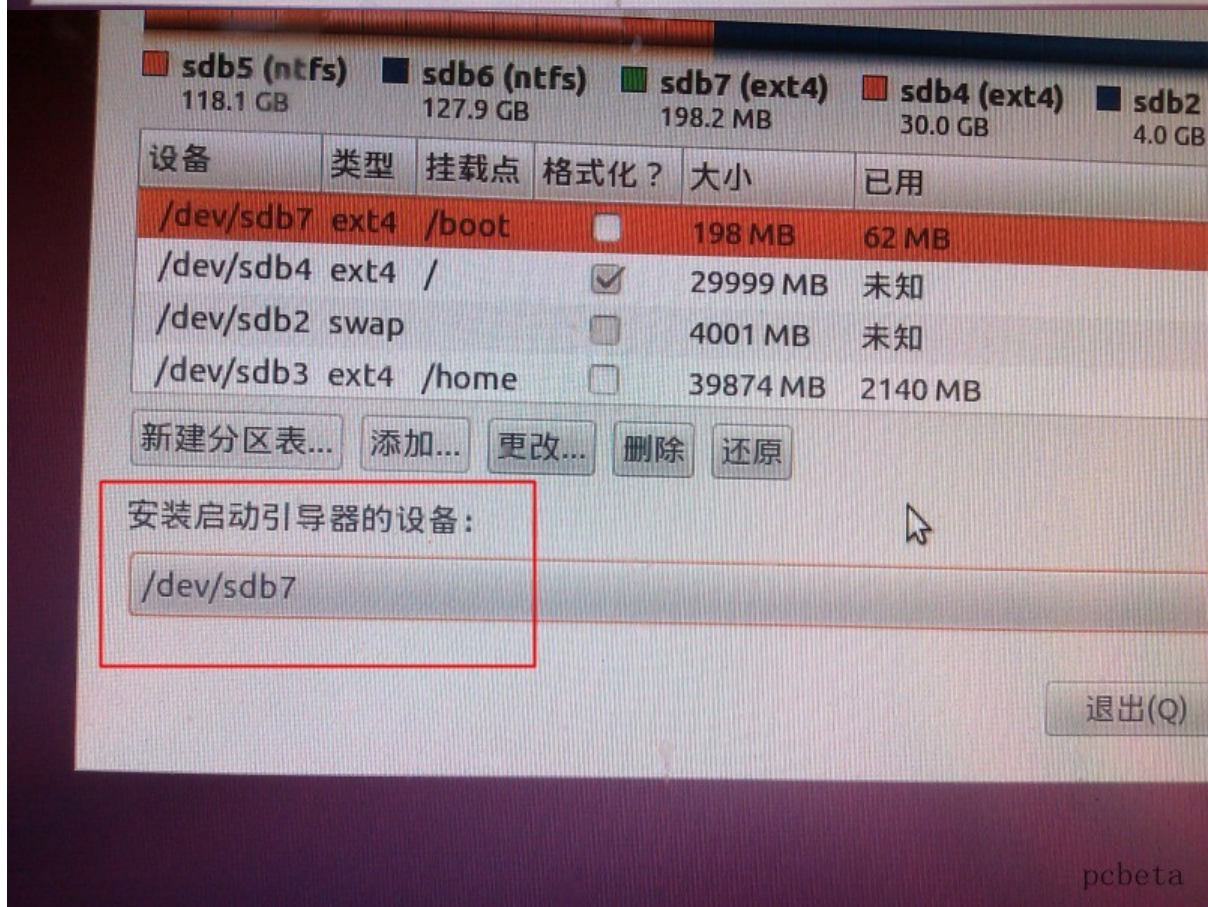 sdb5 (ntfs) sdb6 (ntfs) sdb7 (ext4) sdb4 (ext4) sdb2
118.1 GB 127.9 GB 198.2 MB 30.0 GB 4.0 GB
设备 类型 挂载点 格式化？ 大小 已用
/dev/sdb7 ext4 /boot 198 MB 62 MB
/dev/sdb4 ext4 / 29999 MB 未知
/dev/sdb2 swap 4001 MB 未知
/dev/sdb3 ext4 /home 39874 MB 2140 MB
新建分区表... 添加... 更改... 删除 还原
安装启动引导器的设备：
/dev/sdb7
退出(Q)
pcbeta